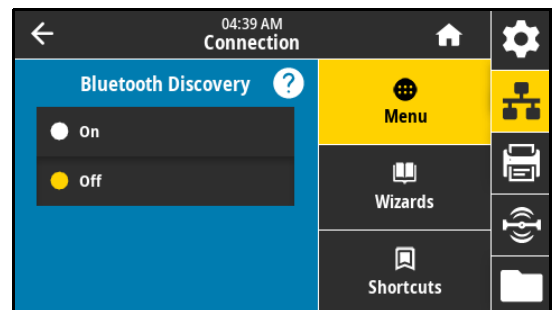 04:39 AM
Connection
Bluetooth Discovery ?
On
Off
Menu
Wizards
Shortcuts